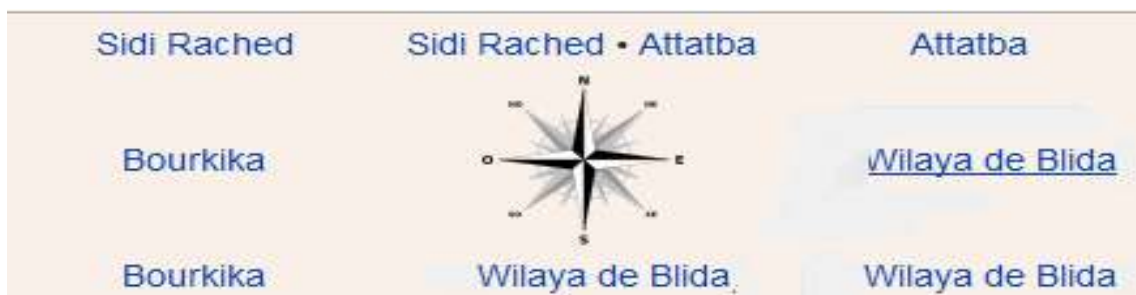 Sidi Rached
Sidi Rached • Attatba
Attatba
N
Bourkika
O
E
Wilaya de Blida
S
Bourkika
Wilaya de Blida
Wilaya de Blida